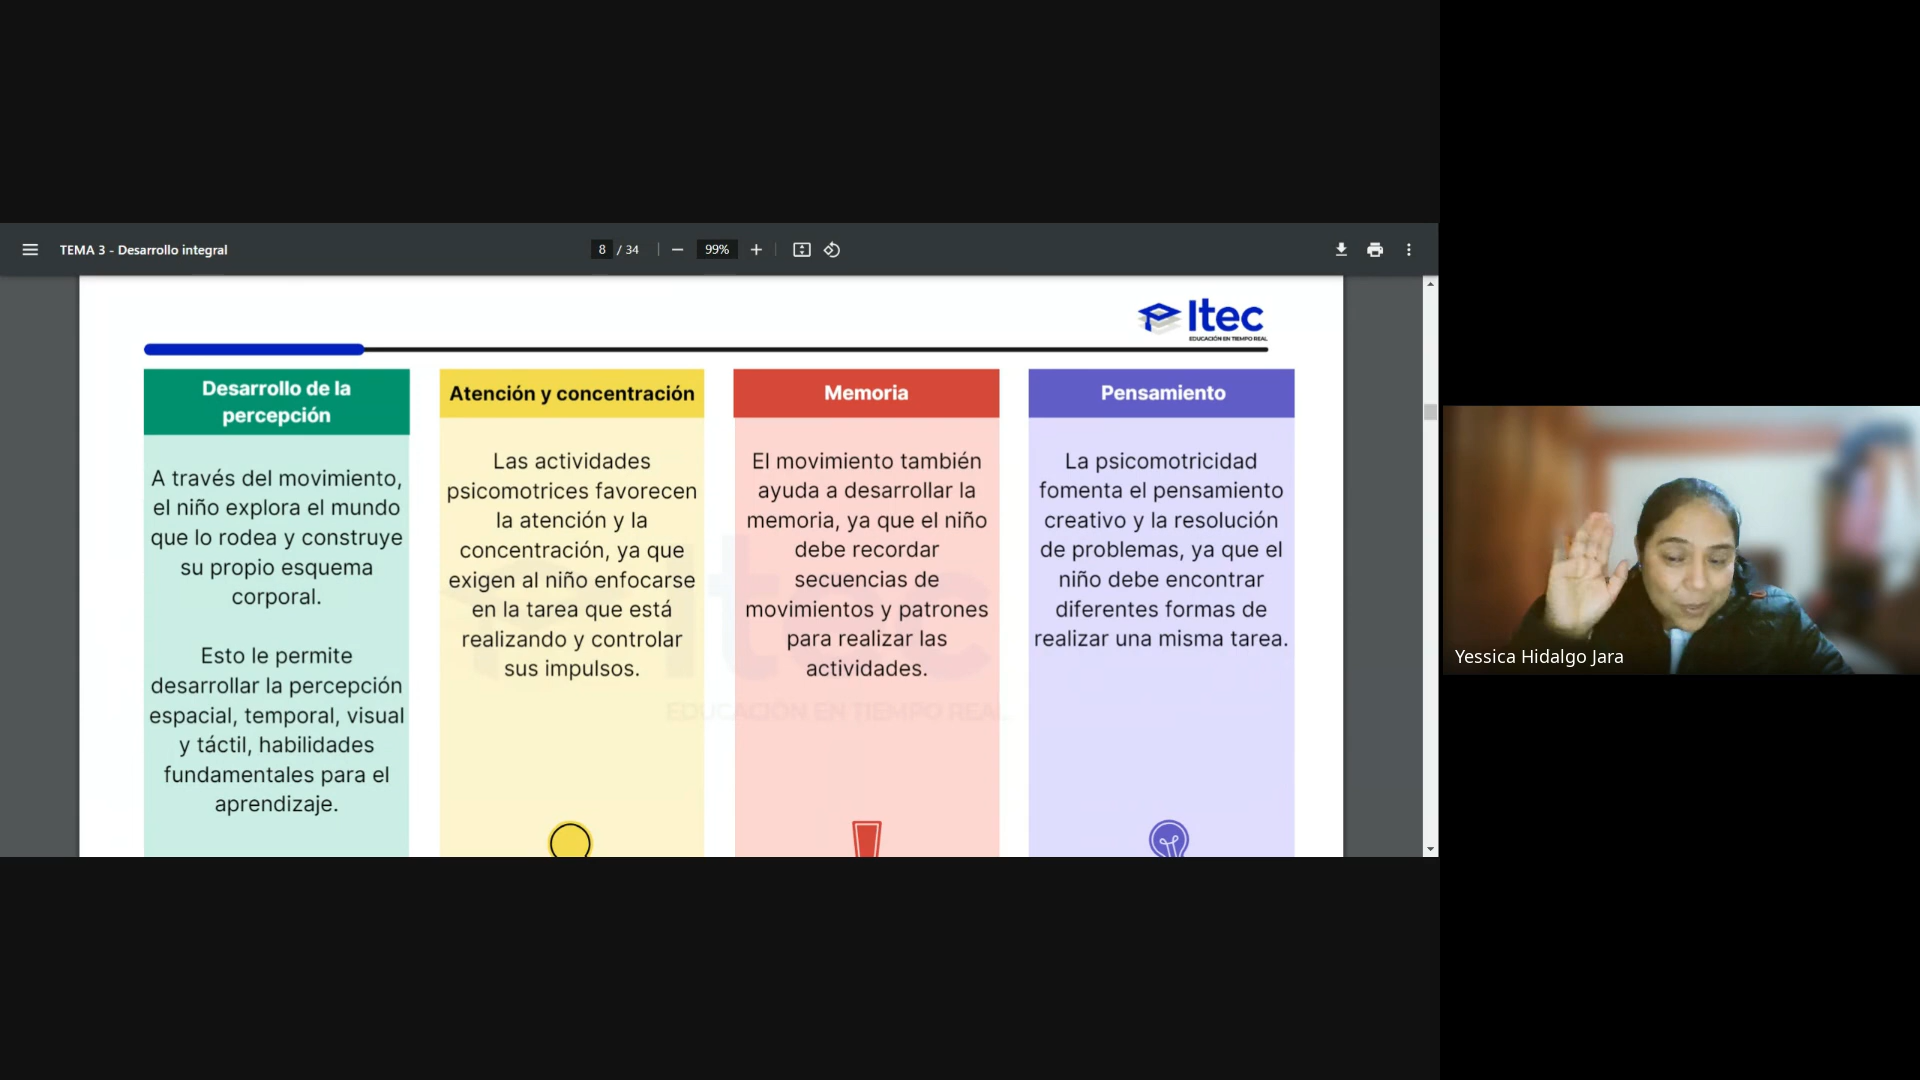 TEMA 3 - Desarrollo integral
8 / 34
99%
Itec
EDUCACIÓN EN TIEMPO REAL
Desarrollo de la
percepción
A través del movimiento,
el niño explora el mundo
que lo rodea y construye
su propio esquema
corporal.
Esto le permite
desarrollar la percepción
espacial, temporal, visual
y táctil, habilidades
fundamentales para el
aprendizaje.
Atención y concentración
Las actividades
psicomotrices favorecen
la atención y la
concentración, ya que
exigen al niño enfocarse
en la tarea que está
realizando y controlar
sus impulsos.
Memoria
El movimiento también
ayuda a desarrollar la
memoria, ya que el niño
debe recordar
secuencias de
movimientos y patrones
para realizar las
actividades.
Pensamiento
La psicomotricidad
fomenta el pensamiento
creativo y la resolución
de problemas, ya que el
niño debe encontrar
diferentes formas de
realizar una misma tarea.
Itec
EDUCACIÓN EN TIEMPO REAL
Yessica Hidalgo Jara